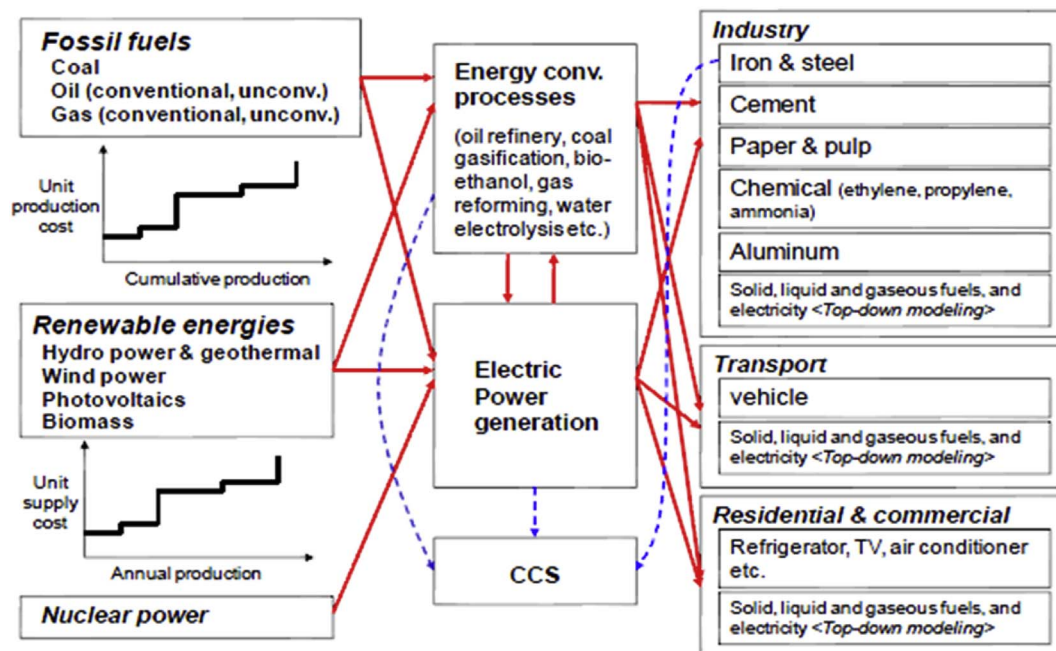 Fossil fuels
Coal
Oil (conventional, unconv.)
Gas (conventional, unconv.)
Unit
production
cost
Cumulative production
Renewable energies
Hydro power & geothermal
Wind power
Photovoltaics
Biomass
Unit
supply
cost
Annual production
Nuclear power
Energy conv.
processes
(oil refinery, coal
gasification, bio-
ethanol, gas
reforming, water
electrolysis etc.)
Electric
Power
generation
CCS
Industry
Iron & steel
Cement
Paper & pulp
Chemical (ethylene, propylene,
ammonia)
Aluminum
Solid, liquid and gaseous fuels, and
electricity <Top-down modeling>
Transport
vehicle
Solid, liquid and gaseous fuels, and
electricity <Top-down modeling>
Residential & commercial
Refrigerator, TV, air conditioner
etc.
Solid, liquid and gaseous fuels, and
electricity <Top-down modeling>